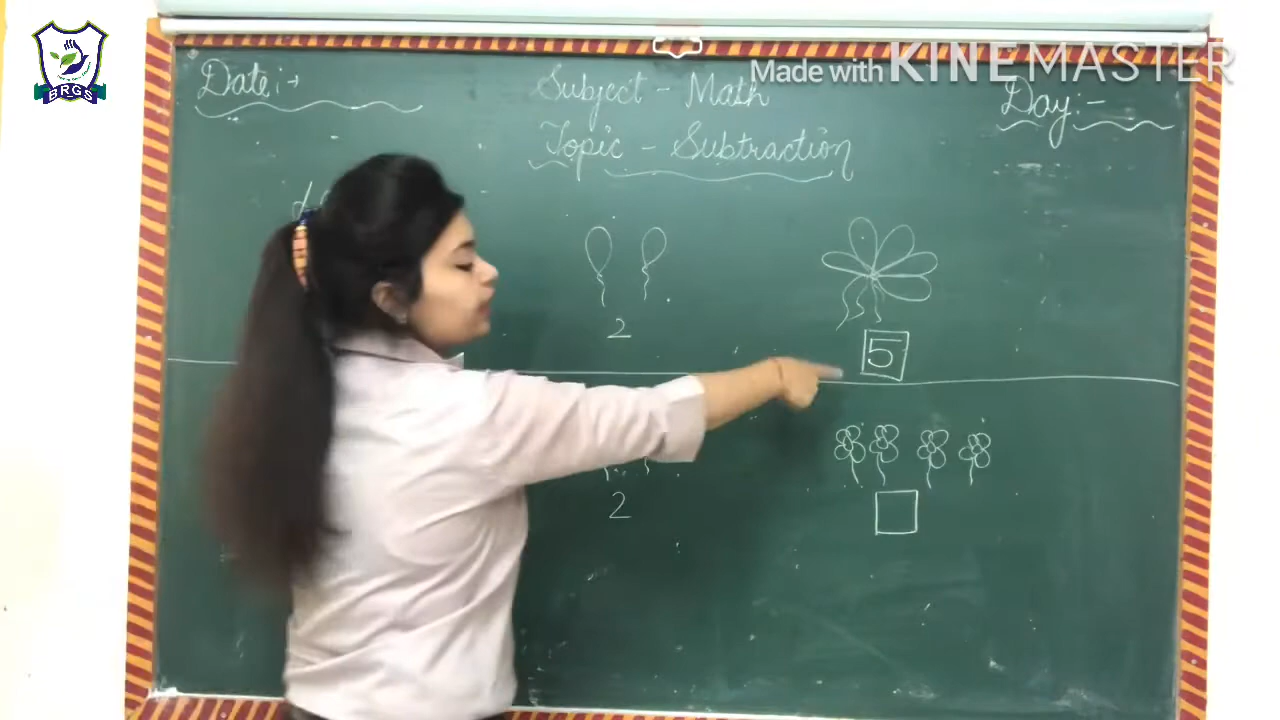 BRGS
Made with KINEMASTER
Date:→
Subject - Math
Day:-
Topic - Subtraction
2
5
2